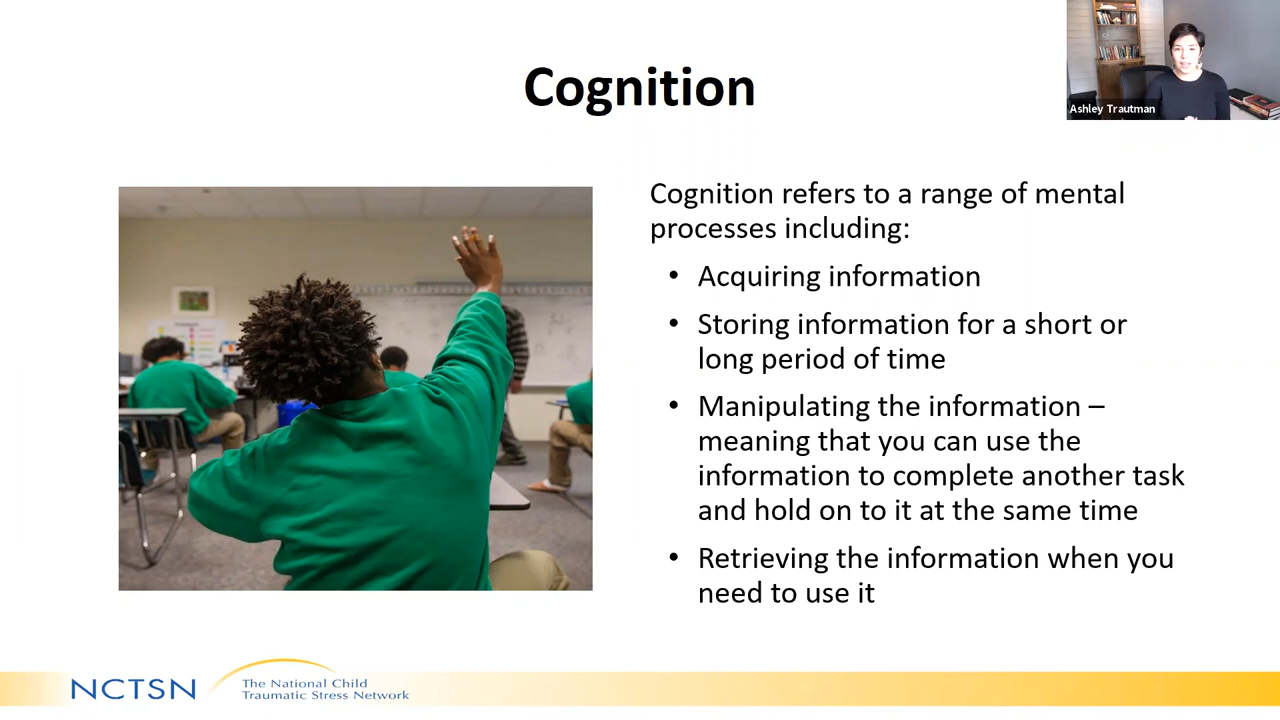 Cognition
Ashley Trautman
Cognition refers to a range of mental
processes including:
• Acquiring information
• Storing information for a short or
long period of time
• Manipulating the information –
meaning that you can use the
information to complete another task
and hold on to it at the same time
• Retrieving the information when you
need to use it
NCTSN
The National Child
Traumatic Stress Network